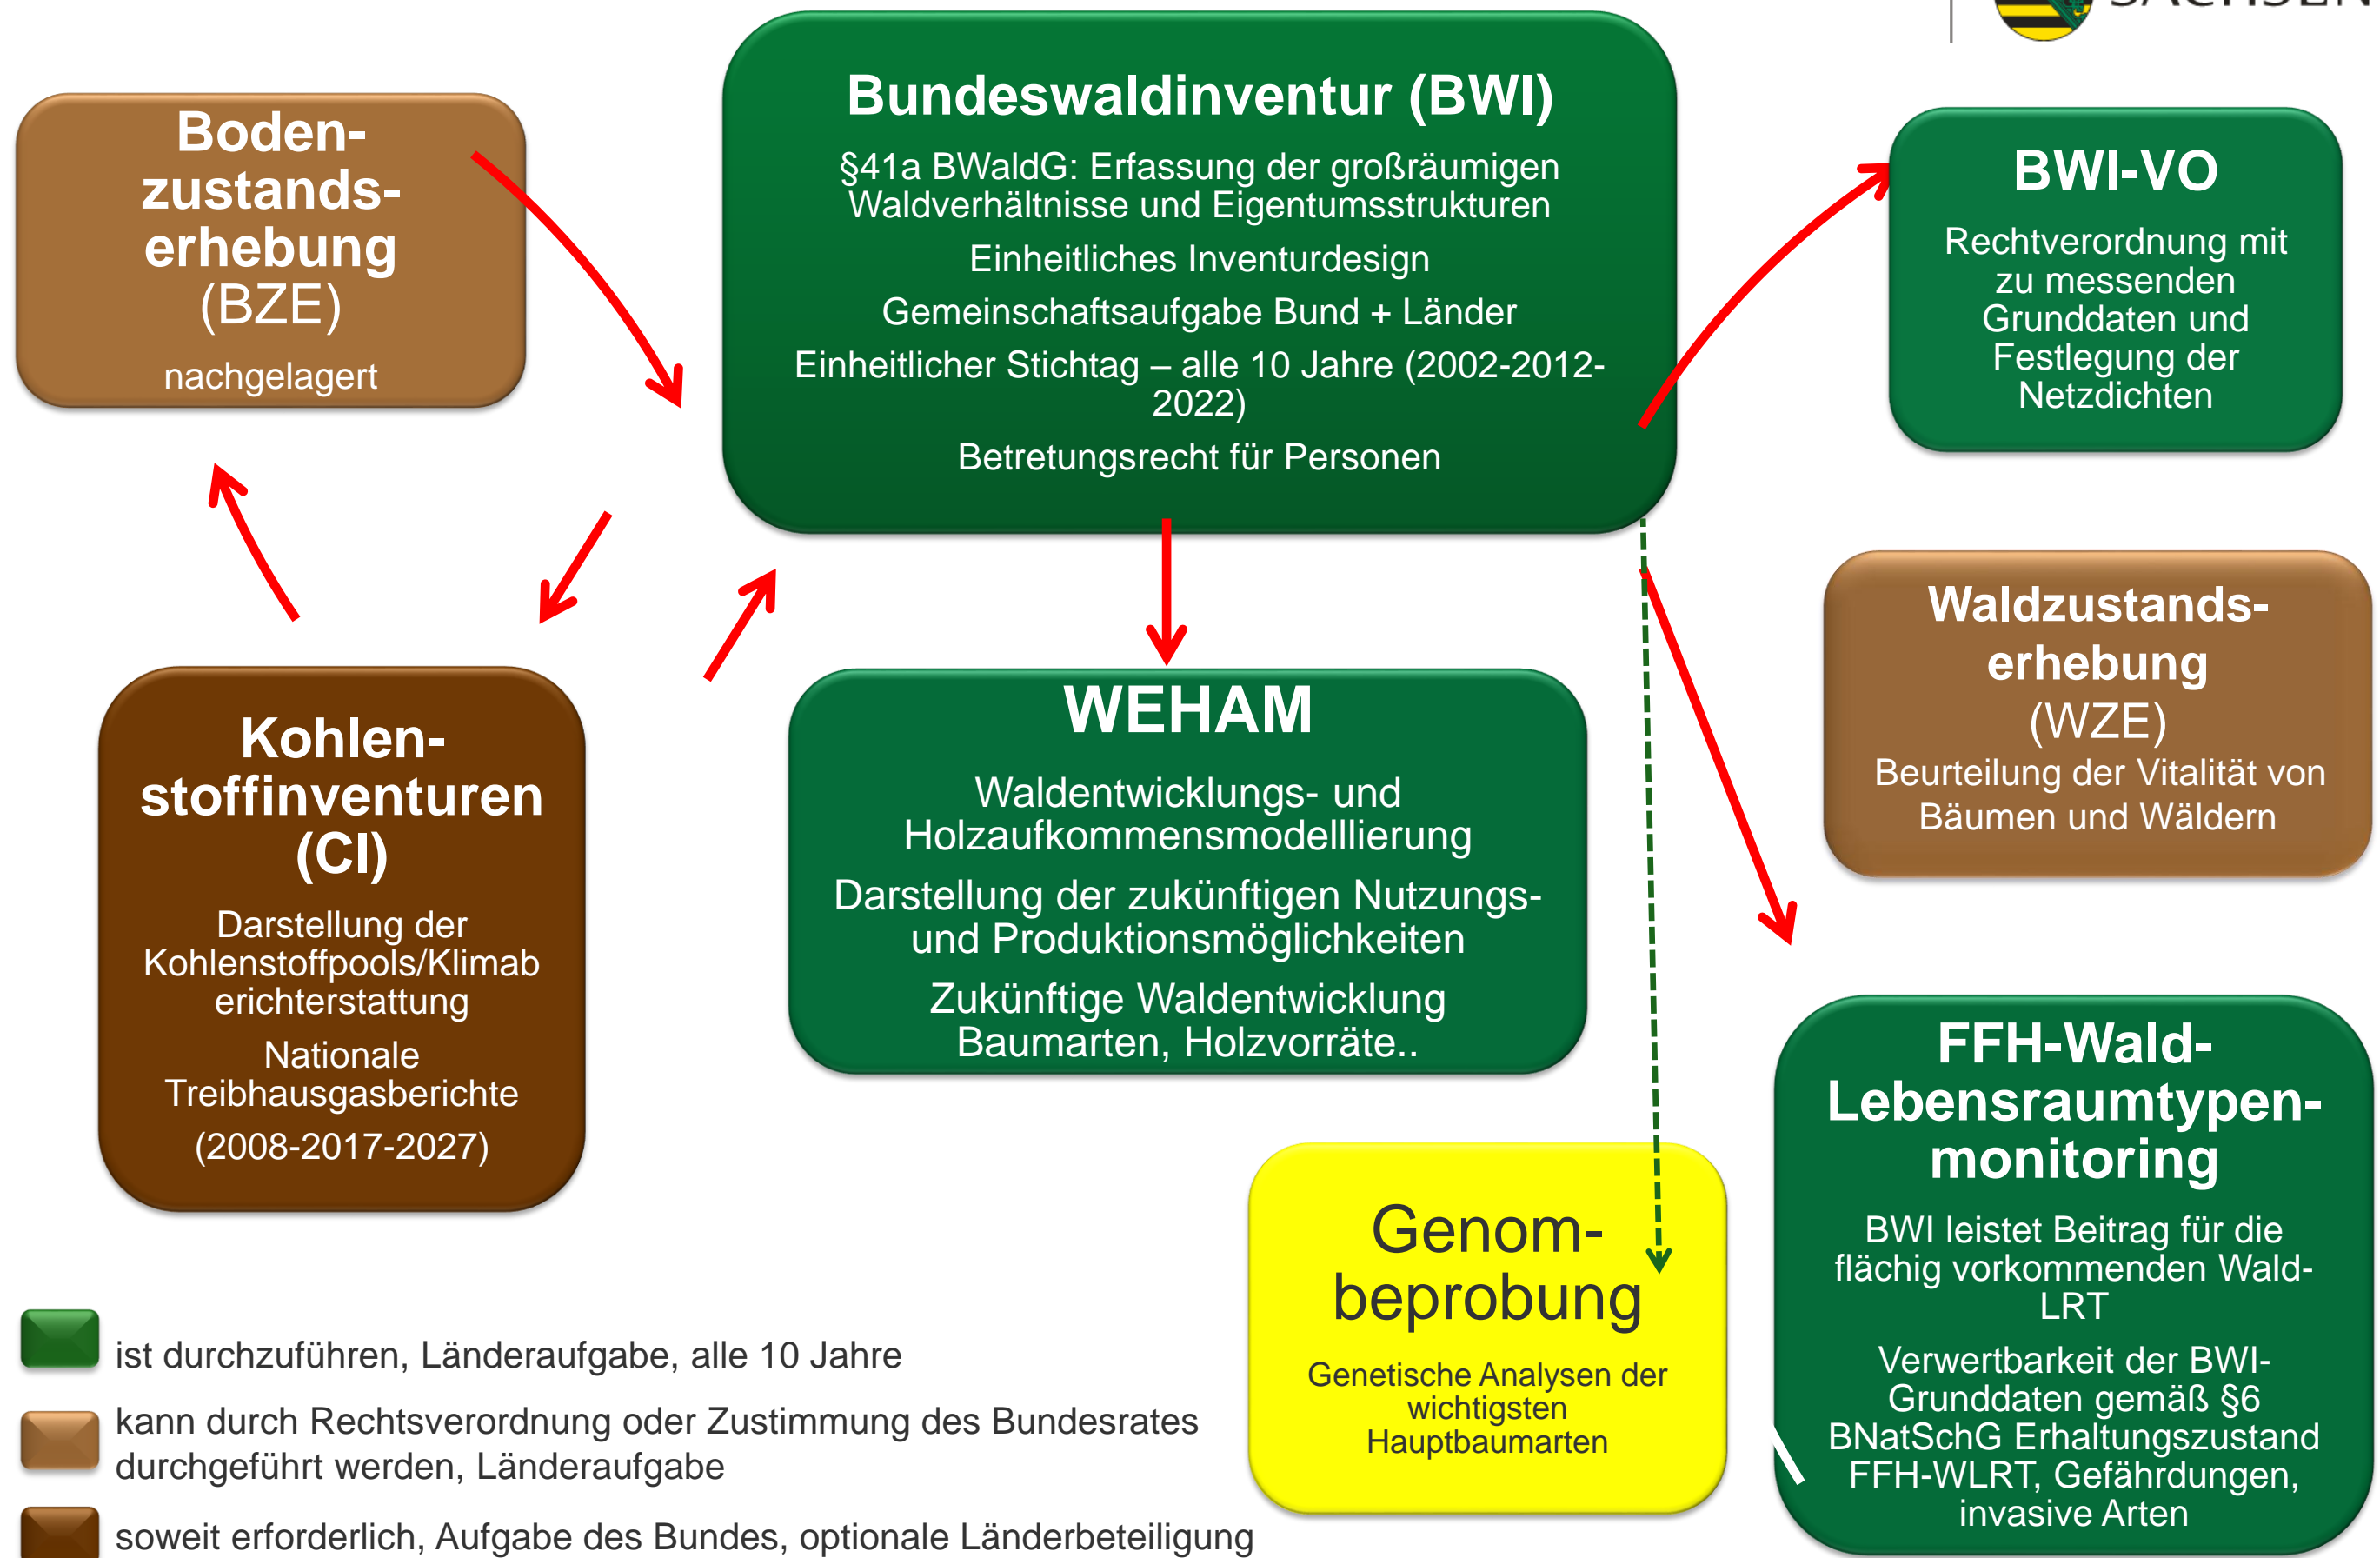 SACHSEN
Boden-
zustands-
erhebung
(BZE)
nachgelagert
Bundeswaldinventur (BWI)
§41a BWaldG: Erfassung der großräumigen
Waldverhältnisse und Eigentumsstrukturen
Einheitliches Inventurdesign
Gemeinschaftsaufgabe Bund + Länder
Einheitlicher Stichtag – alle 10 Jahre (2002-2012-
2022)
Betretungsrecht für Personen
BWI-VO
Rechtverordnung mit
zu messenden
Grunddaten und
Festlegung der
Netzdichten
Waldzustands-
erhebung
(WZE)
Beurteilung der Vitalität von
Bäumen und Wäldern
Kohlen-
stoffinventuren
(CI)
Darstellung der
Kohlenstoffpools/Klimab
erichterstattung
Nationale
Treibhausgasberichte
(2008-2017-2027)
WEHAM
Waldentwicklungs- und
Holzaufkommensmodelllierung
Darstellung der zukünftigen Nutzungs-
und Produktionsmöglichkeiten
Zukünftige Waldentwicklung
Baumarten, Holzvorräte..
Genom-
beprobung
Genetische Analysen der
wichtigsten
Hauptbaumarten
FFH-Wald-
Lebensraumtypen-
monitoring
BWI leistet Beitrag für die
flächig vorkommenden Wald-
LRT
Verwertbarkeit der BWI-
Grunddaten gemäß §6
BNatSchG Erhaltungszustand
FFH-WLRT, Gefährdungen,
invasive Arten
ist durchzuführen, Länderaufgabe, alle 10 Jahre
kann durch Rechtsverordnung oder Zustimmung des Bundesrates
durchgeführt werden, Länderaufgabe
soweit erforderlich, Aufgabe des Bundes, optionale Länderbeteiligung